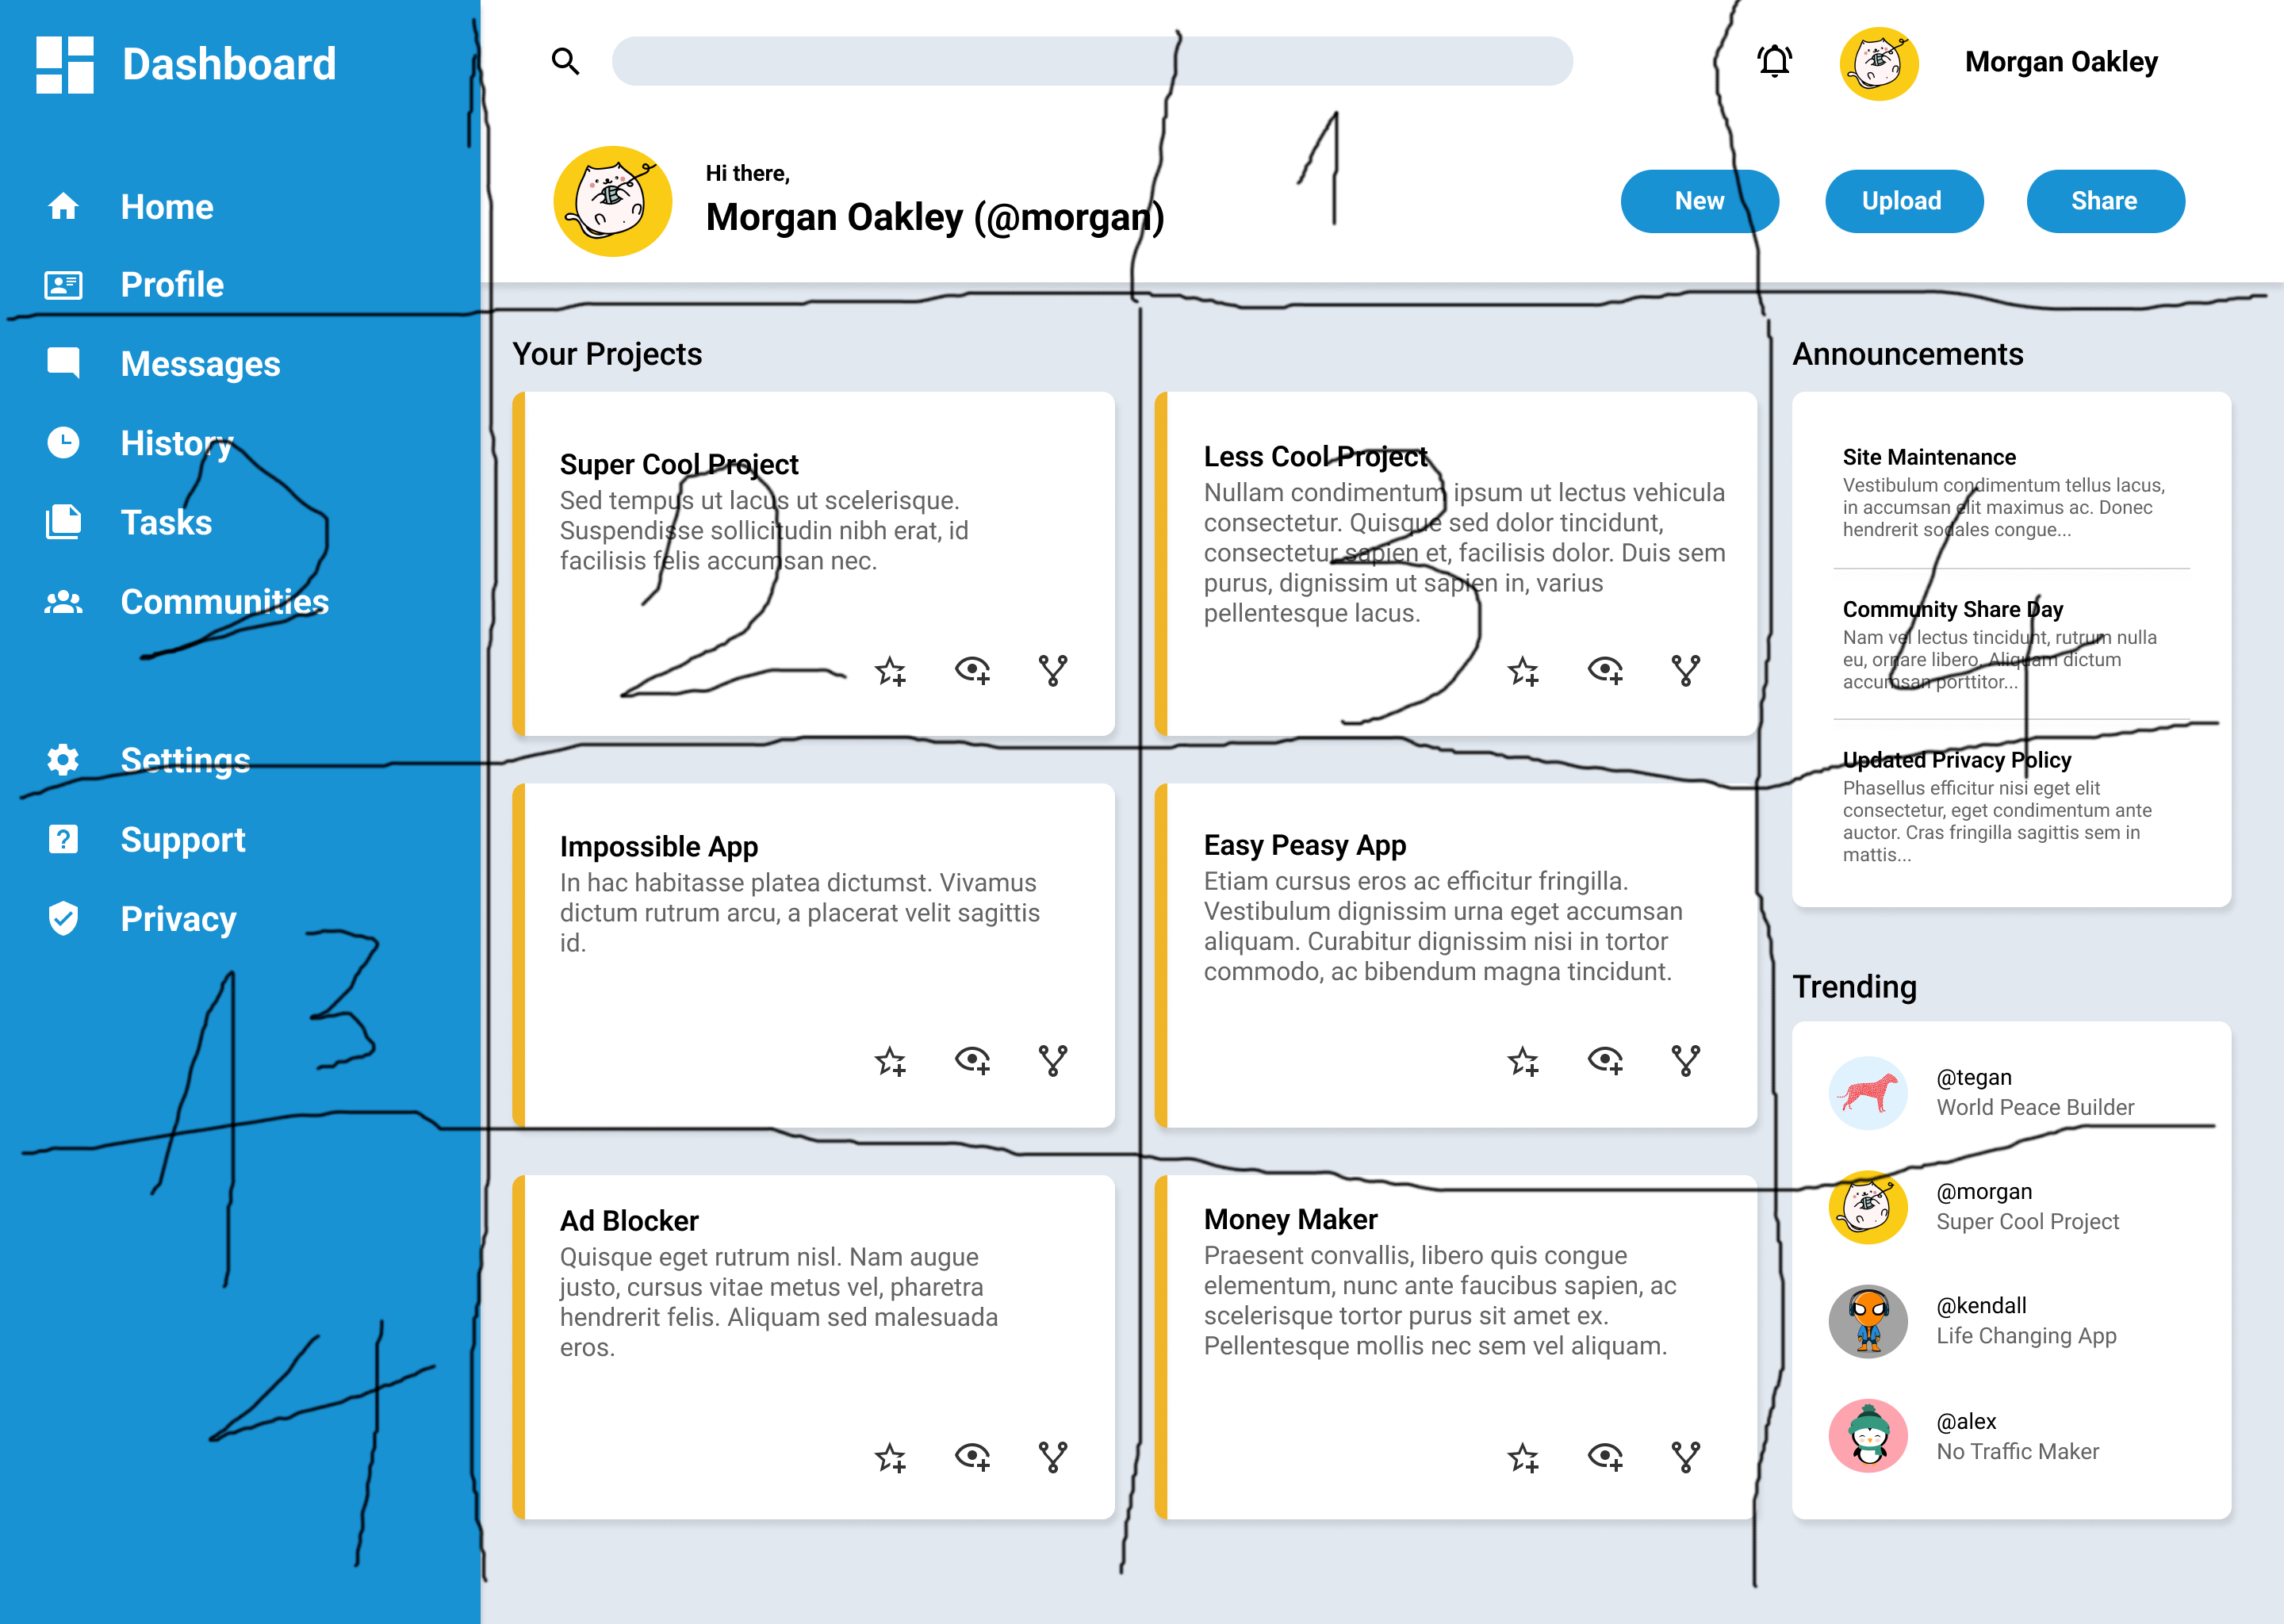 Dashboard
Home
Profile
Messages
History
Tasks
Communities
Settings
Support
Privacy
Morgan Oakley
Hi there,
Morgan Oakley (@morgan)
New
Upload
Share
1
Your Projects
Super Cool Project
Sed tempus ut lacus ut scelerisque.
Suspendisse sollicitudin nibh erat, id
facilisis felis accumsan nec.
Less Cool Project
Nullam condimentum ipsum ut lectus vehicula
consectetur. Quisque sed dolor tincidunt,
consectetur sapien et, facilisis dolor. Duis sem
purus, dignissim ut sapien in, varius
pellentesque lacus.
Impossible App
In hac habitasse platea dictumst. Vivamus
dictum rutrum arcu, a placerat velit sagittis
id.
Easy Peasy App
Etiam cursus eros ac efficitur fringilla.
Vestibulum dignissim urna eget accumsan
aliquam. Curabitur dignissim nisi in tortor
commodo, ac bibendum magna tincidunt.
Ad Blocker
Quisque eget rutrum nisl. Nam augue
justo, cursus vitae metus vel, pharetra
hendrerit felis. Aliquam sed malesuada
eros.
Money Maker
Praesent convallis, libero quis congue
elementum, nunc ante faucibus sapien, ac
scelerisque tortor purus sit amet ex.
Pellentesque mollis nec sem vel aliquam.
Announcements
Site Maintenance
Vestibulum condimentum tellus lacus,
in accumsan elit maximus ac. Donec
hendrerit sodales congue...
Community Share Day
Nam vel lectus tincidunt, rutrum nulla
eu, ornare libero. Aliquam dictum
accumsan porttitor...
Updated Privacy Policy
Phasellus efficitur nisi eget elit
consectetur, eget condimentum ante
auctor. Cras fringilla sagittis sem in
mattis...
Trending
@tegan
World Peace Builder
@morgan
Super Cool Project
@kendall
Life Changing App
@alex
No Traffic Maker
2
2
3
4
1
3
4